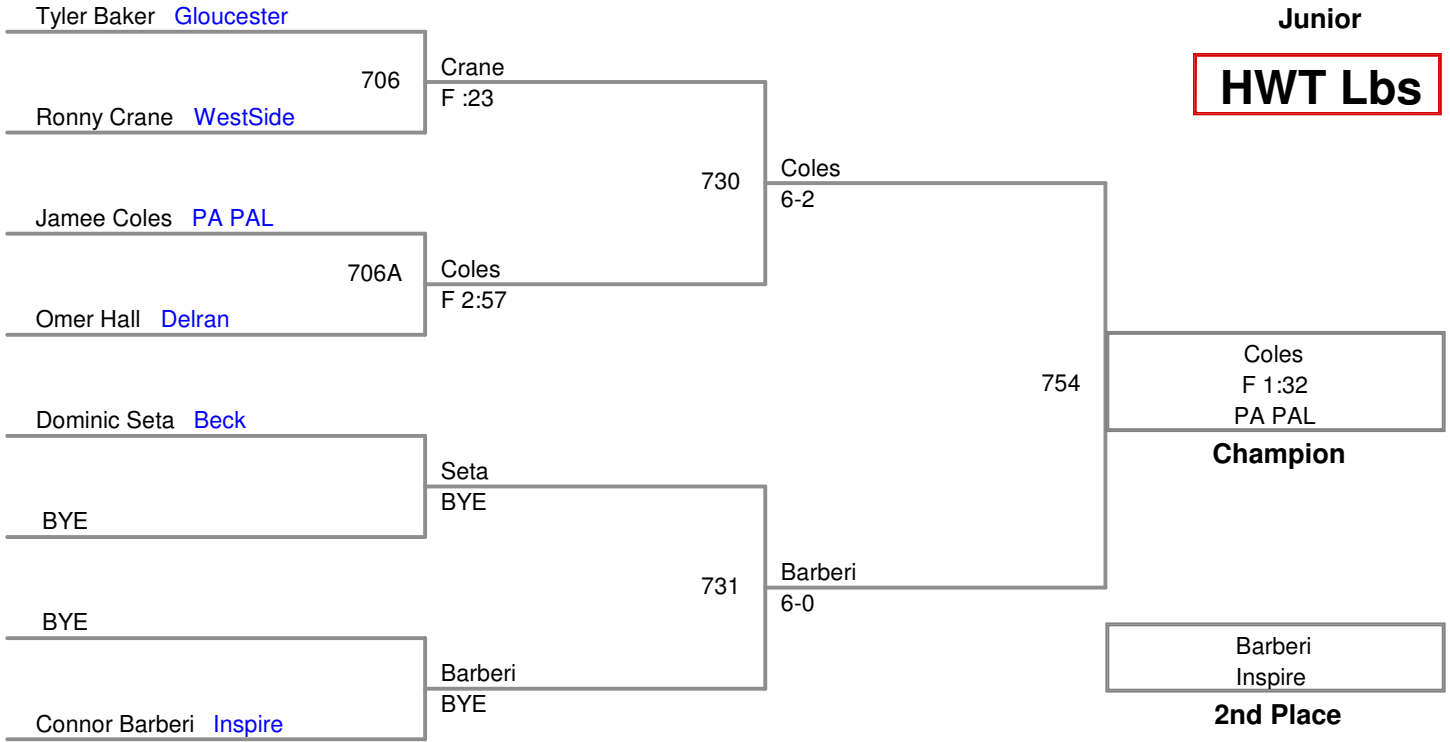 Tyler Baker Gloucester
Junior
HWT Lbs
706
Crane
F :23
Ronny Crane WestSide
730
Coles
6-2
Jamee Coles PA PAL
706A
Coles
F 2:57
Omer Hall Delran
754
Coles
F 1:32
PA PAL
Champion
Dominic Seta Beck
Seta
BYE
BYE
731
Barberi
6-0
BYE
Barberi
BYE
Connor Barberi Inspire
Barberi
Inspire
2nd Place